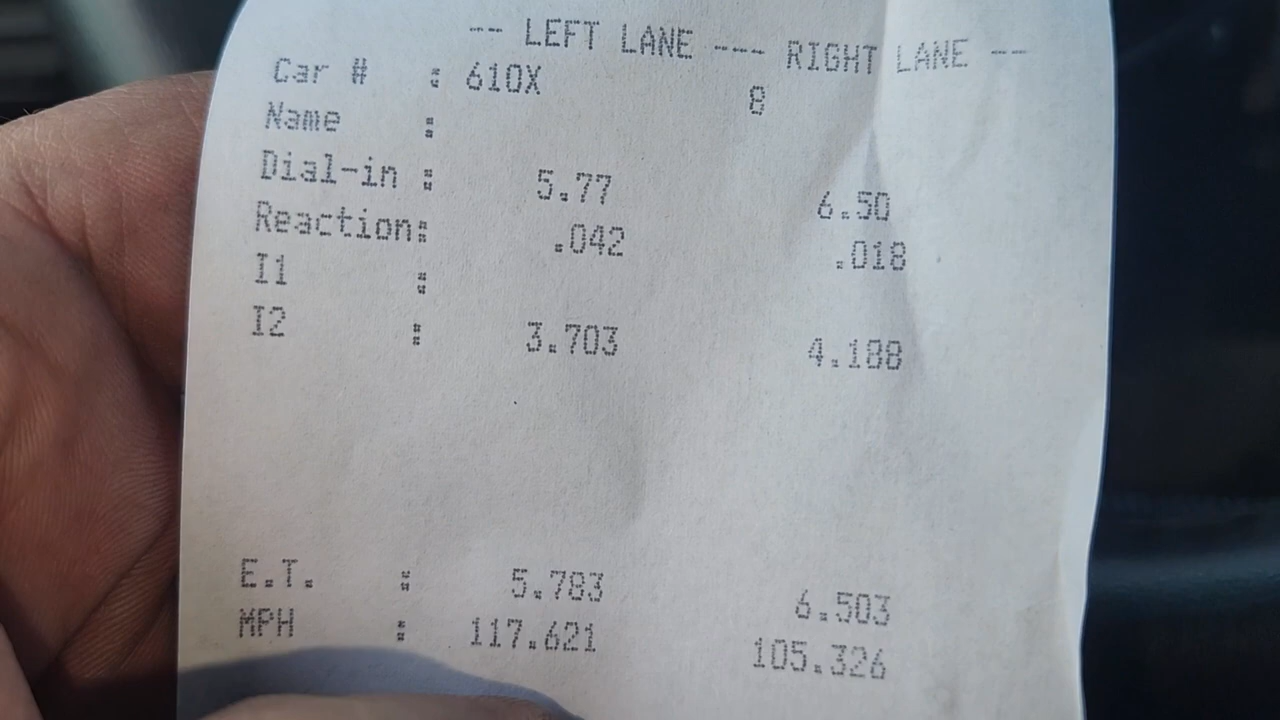 -- LEFT LANE --- RIGHT LANE --
Car # : 610X 8
Name :
Dial-in : 5.77 6.50
Reaction: .042 .018
I1 :
I2 : 3.703 4.188
E.T. : 5.783 6.503
MPH : 117.621 105.326